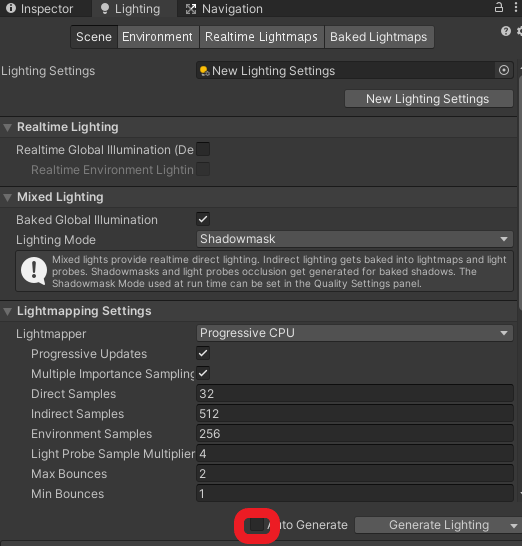 Inspector Lighting Navigation
Scene Environment Realtime Lightmaps Baked Lightmaps
Lighting Settings New Lighting Settings
New Lighting Settings
Realtime Lighting
Realtime Global Illumination (De
Realtime Environment Lightin
Mixed Lighting
Baked Global Illumination
Lighting Mode Shadowmask
Mixed lights provide realtime direct lighting. Indirect lighting gets baked into lightmaps and light
probes. Shadowmasks and light probes occlusion get generated for baked shadows. The
Shadowmask Mode used at run time can be set in the Quality Settings panel.
Lightmapping Settings
Lightmapper Progressive CPU
Progressive Updates
Multiple Importance Sampling
Direct Samples 32
Indirect Samples 512
Environment Samples 256
Light Probe Sample Multiplier 4
Max Bounces 2
Min Bounces 1
Auto Generate Generate Lighting